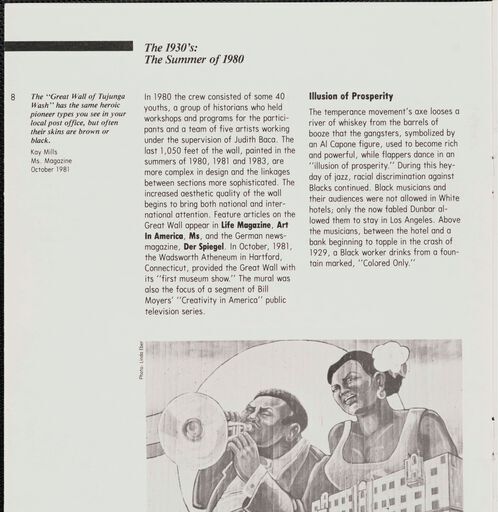 The 1930's:
The Summer of 1980
8
The "Great Wall of Tujunga
Wash" has the same heroic
pioneer types you see in your
local post office, but often
their skins are brown or
black.
Kay Mills
Ms. Magazine
October 1981
In 1980 the crew consisted of some 40
youths, a group of historians who held
workshops and programs for the partici-
pants and a team of five artists working
under the supervision of Judith Baca. The
last 1,050 feet of the wall, painted in the
summers of 1980, 1981 and 1983, are
more complex in design and the linkages
between sections more sophisticated. The
increased aesthetic quality of the wall
begins to bring both national and inter-
national attention. Feature articles on the
Great Wall appear in Life Magazine, Art
In America, Ms, and the German news-
magazine, Der Spiegel. In October, 1981,
the Wadsworth Atheneum in Hartford,
Connecticut, provided the Great Wall with
its "first museum show." The mural was
also the focus of a segment of Bill
Moyers' "Creativity in America" public
television series.
Illusion of Prosperity
The temperance movement's axe looses a
river of whiskey from the barrels of
booze that the gangsters, symbolized by
an Al Capone figure, used to become rich
and powerful, while flappers dance in an
"illusion of prosperity." During this hey-
day of jazz, racial discrimination against
Blacks continued. Black musicians and
their audiences were not allowed in White
hotels; only the now fabled Dunbar al-
lowed them to stay in Los Angeles. Above
the musicians, between the hotel and a
bank beginning to topple in the crash of
1929, a Black worker drinks from a foun-
tain marked, "Colored Only."
Photo: Linda Eber